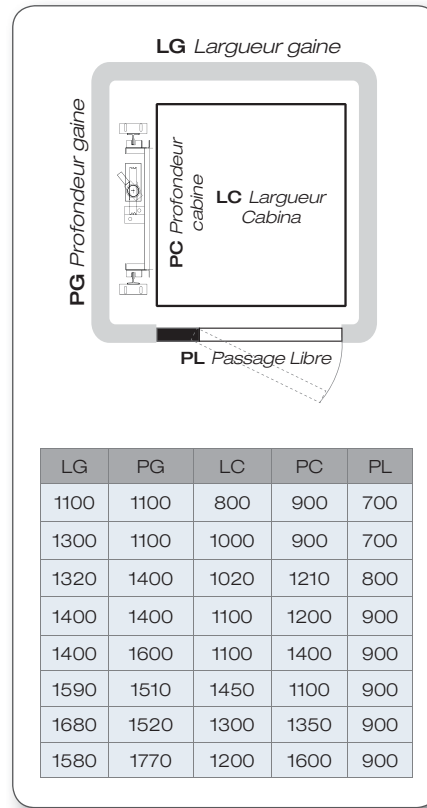 LG Largueur gaine
PG Profondeur gaine
PC Profondeur
cabine
LC Largueur
Cabina
PL Passage Libre
LG PG LC PC PL
1100 1100 800 900 700
1300 1100 1000 900 700
1320 1400 1020 1210 800
1400 1400 1100 1200 900
1400 1600 1100 1400 900
1590 1510 1450 1100 900
1680 1520 1300 1350 900
1580 1770 1200 1600 900